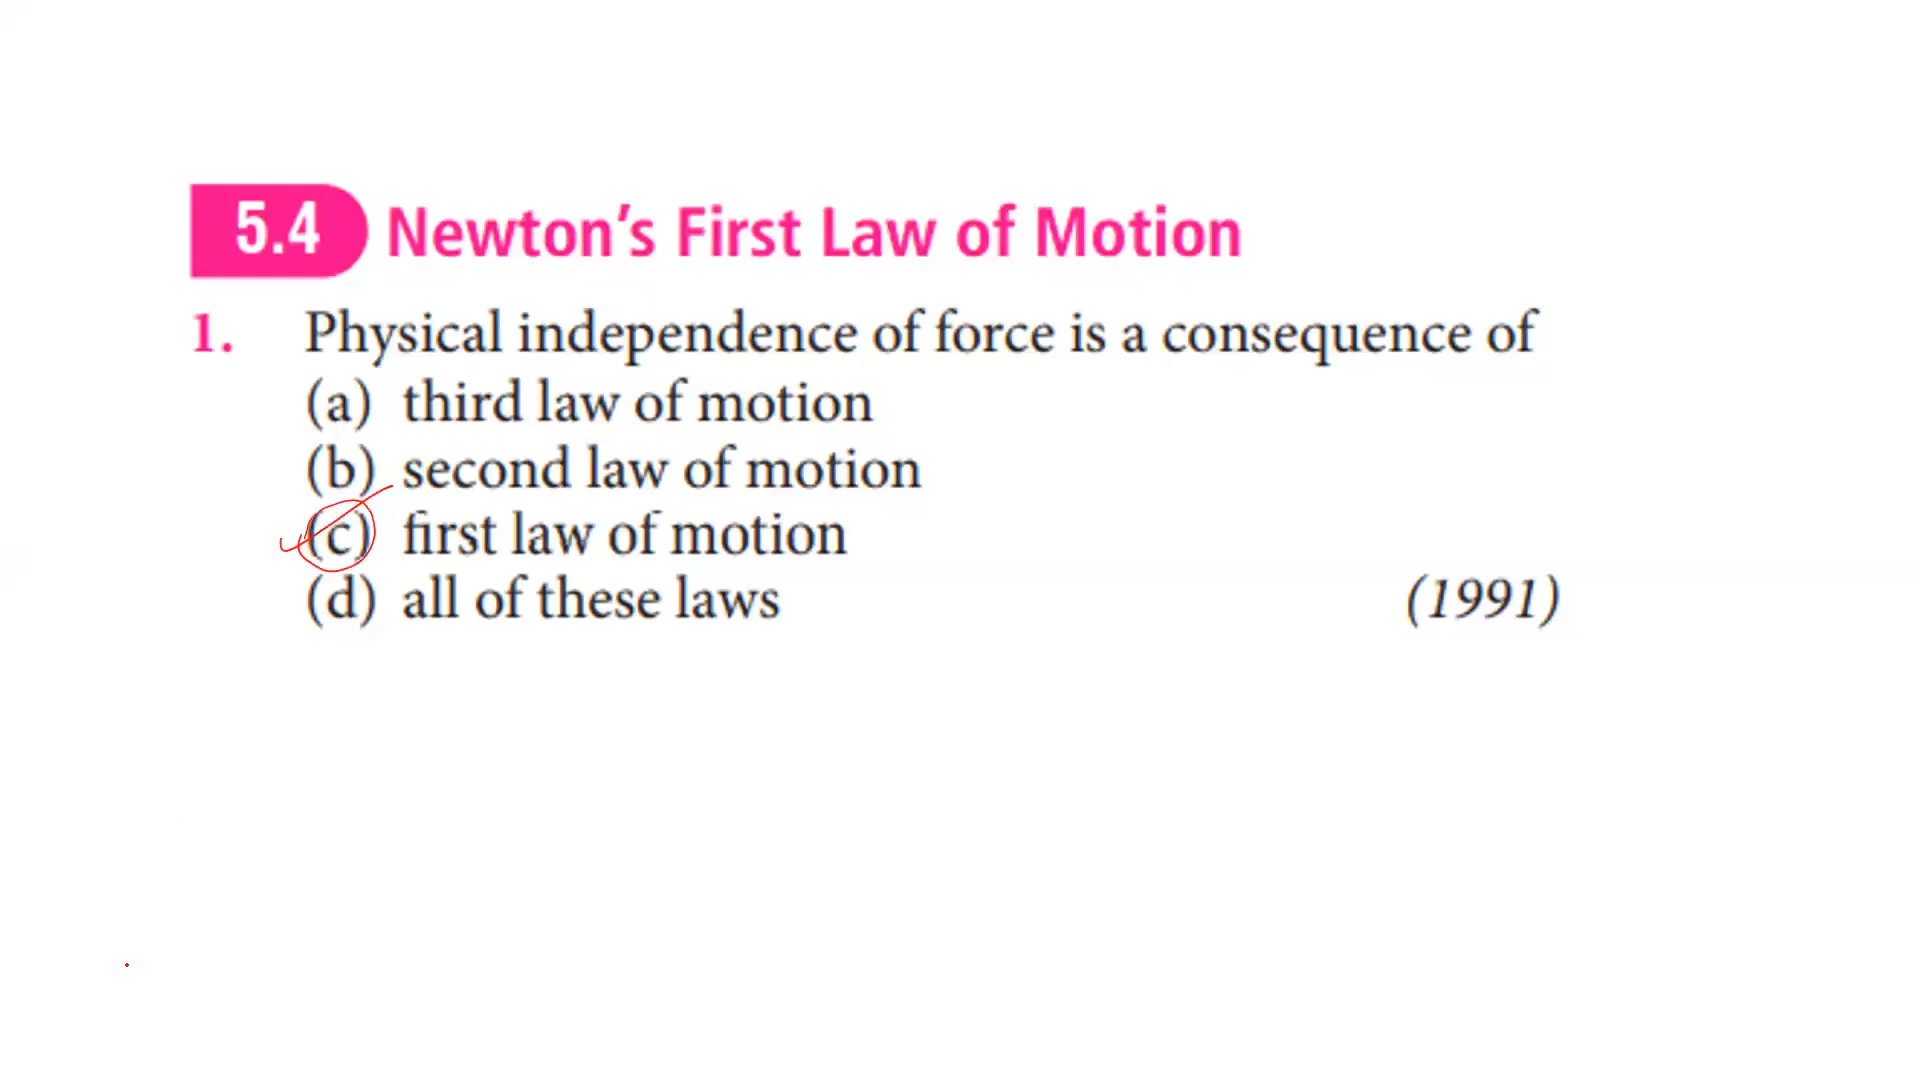 5.4 Newton's First Law of Motion
1. Physical independence of force is a consequence of
(a) third law of motion
(b) second law of motion
(c) first law of motion
(d) all of these laws (1991)